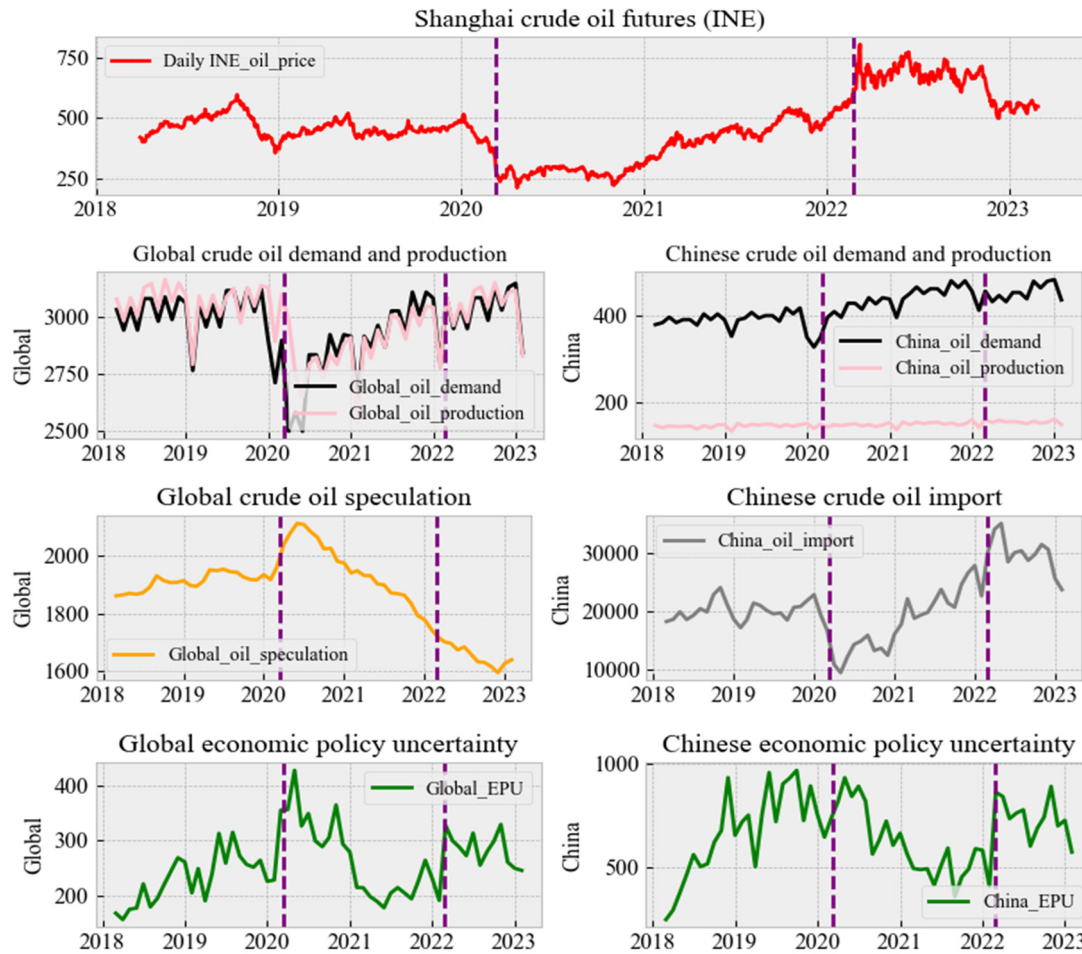 Shanghai crude oil futures (INE)
750
500
250
Daily INE_oil_price
2018 2019 2020 2021 2022 2023
Global crude oil demand and production
Global
3000
2750
2500
Global_oil_demand
Global_oil_production
2018 2019 2020 2021 2022 2023
Chinese crude oil demand and production
China
400
200
China_oil_demand
China_oil_production
2018 2019 2020 2021 2022 2023
Global crude oil speculation
Global
2000
1800
1600
Global_oil_speculation
2018 2019 2020 2021 2022 2023
Chinese crude oil import
China
30000
20000
10000
China_oil_import
2018 2019 2020 2021 2022 2023
Global economic policy uncertainty
Global
400
300
200
Global_EPU
2018 2019 2020 2021 2022 2023
Chinese economic policy uncertainty
China
1000
500
China_EPU
2018 2019 2020 2021 2022 2023